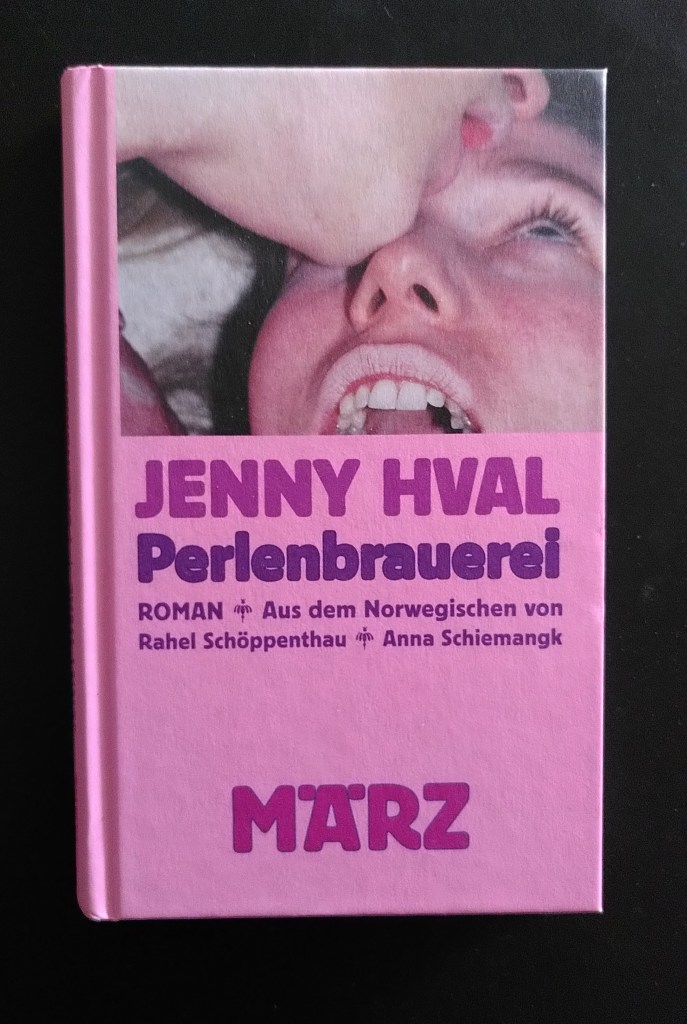 JENNY HVAL
Perlenbrauerei
ROMAN Aus dem Norwegischen von
Rahel Schöppenthau Anna Schiemangk
MÄRZ